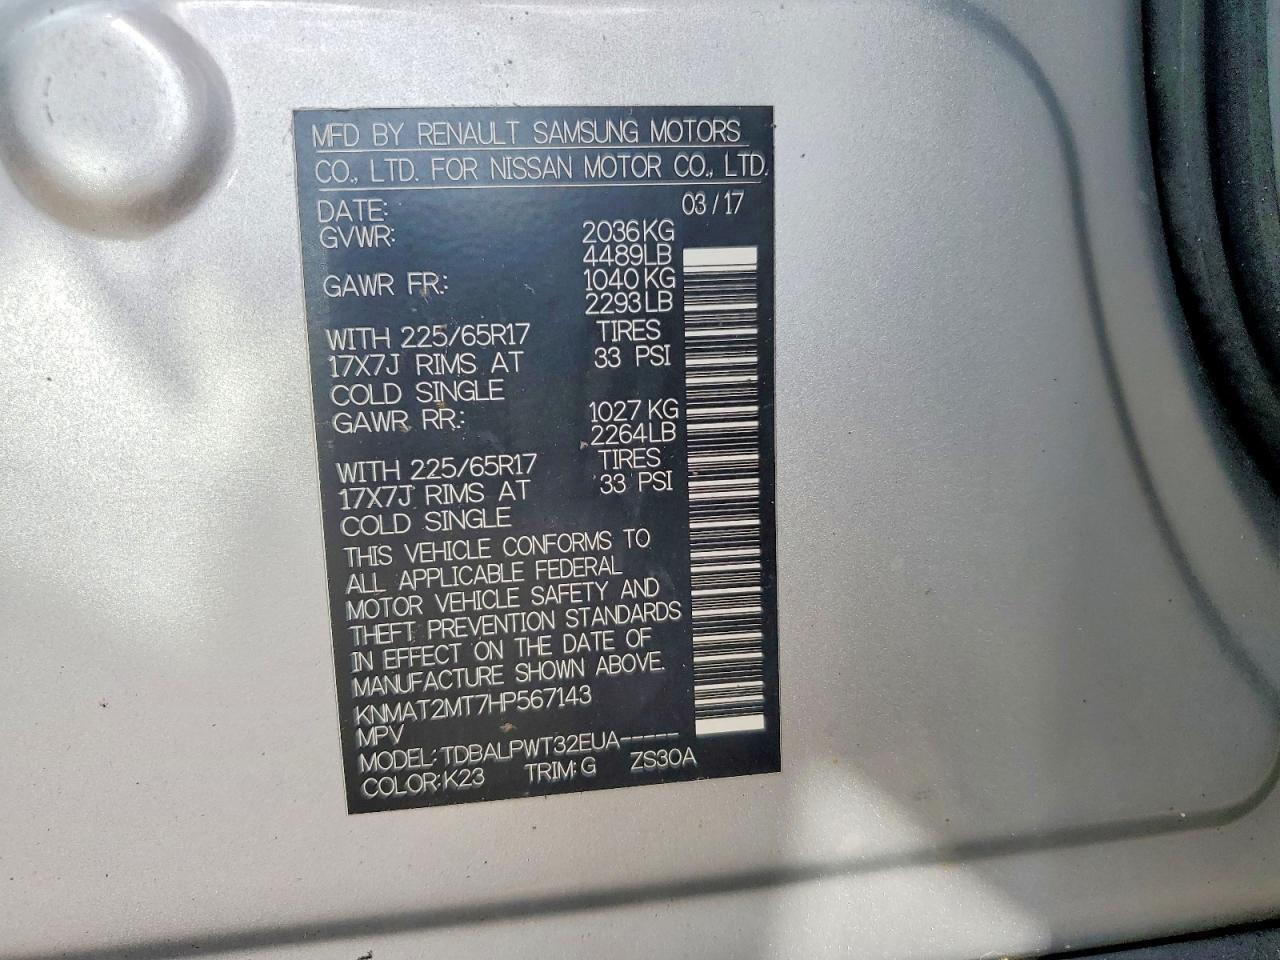 MFD BY RENAULT SAMSUNG MOTORS
CO., LTD. FOR NISSAN MOTOR CO., LTD.
DATE: 03/17
GVWR: 2036KG
4489LB
GAWR FR: 1040KG
2293LB
WITH 225/65R17 TIRES
17X7J RIMS AT 33 PSI
COLD SINGLE
GAWR RR: 1027KG
2264LB
WITH 225/65R17 TIRES
17X7J RIMS AT 33 PSI
COLD SINGLE
THIS VEHICLE CONFORMS TO
ALL APPLICABLE FEDERAL
MOTOR VEHICLE SAFETY AND
THEFT PREVENTION STANDARDS
IN EFFECT ON THE DATE OF
MANUFACTURE SHOWN ABOVE.
KNMAT2MT7HP567143
MPV
MODEL: TDBALPWT32EUA-----
COLOR: K23 TRIM: G ZS30A